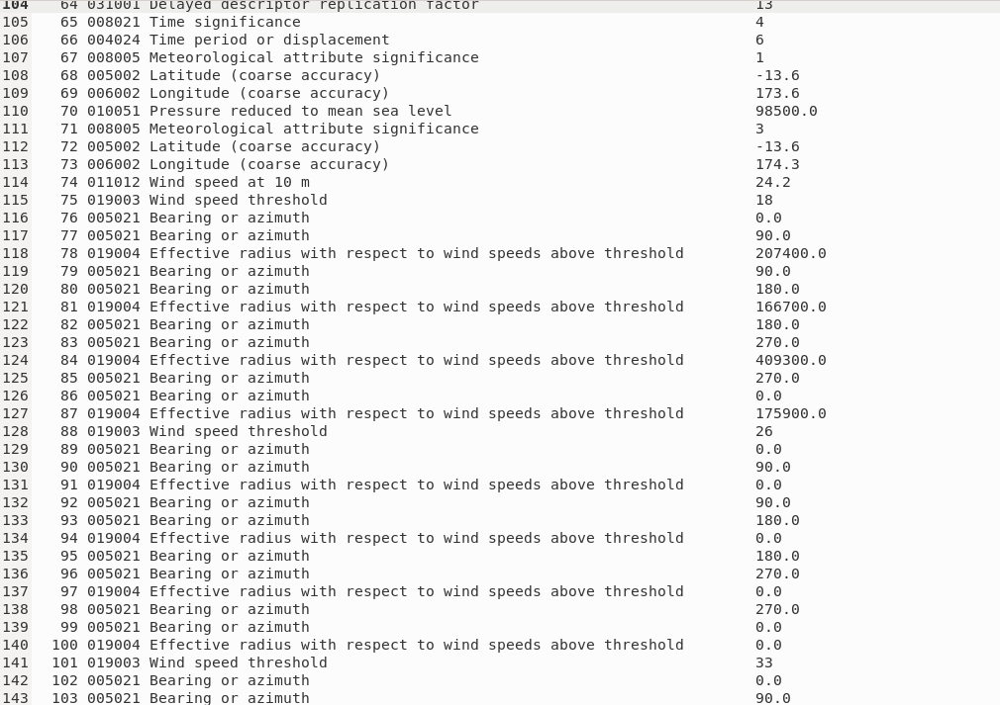 104 64 031001 Delayed descriptor replication factor 13
105 65 008021 Time significance 4
106 66 004024 Time period or displacement 6
107 67 008005 Meteorological attribute significance 1
108 68 005002 Latitude (coarse accuracy) -13.6
109 69 006002 Longitude (coarse accuracy) 173.6
110 70 010051 Pressure reduced to mean sea level 98500.0
111 71 008005 Meteorological attribute significance 3
112 72 005002 Latitude (coarse accuracy) -13.6
113 73 006002 Longitude (coarse accuracy) 174.3
114 74 011012 Wind speed at 10 m 24.2
115 75 019003 Wind speed threshold 18
116 76 005021 Bearing or azimuth 0.0
117 77 005021 Bearing or azimuth 90.0
118 78 019004 Effective radius with respect to wind speeds above threshold 207400.0
119 79 005021 Bearing or azimuth 90.0
120 80 005021 Bearing or azimuth 180.0
121 81 019004 Effective radius with respect to wind speeds above threshold 166700.0
122 82 005021 Bearing or azimuth 180.0
123 83 005021 Bearing or azimuth 270.0
124 84 019004 Effective radius with respect to wind speeds above threshold 409300.0
125 85 005021 Bearing or azimuth 270.0
126 86 005021 Bearing or azimuth 0.0
127 87 019004 Effective radius with respect to wind speeds above threshold 175900.0
128 88 019003 Wind speed threshold 26
129 89 005021 Bearing or azimuth 0.0
130 90 005021 Bearing or azimuth 90.0
131 91 019004 Effective radius with respect to wind speeds above threshold 0.0
132 92 005021 Bearing or azimuth 90.0
133 93 005021 Bearing or azimuth 180.0
134 94 019004 Effective radius with respect to wind speeds above threshold 0.0
135 95 005021 Bearing or azimuth 180.0
136 96 005021 Bearing or azimuth 270.0
137 97 019004 Effective radius with respect to wind speeds above threshold 0.0
138 98 005021 Bearing or azimuth 270.0
139 99 005021 Bearing or azimuth 0.0
140 100 019004 Effective radius with respect to wind speeds above threshold 0.0
141 101 019003 Wind speed threshold 33
142 102 005021 Bearing or azimuth 0.0
143 103 005021 Bearing or azimuth 90.0